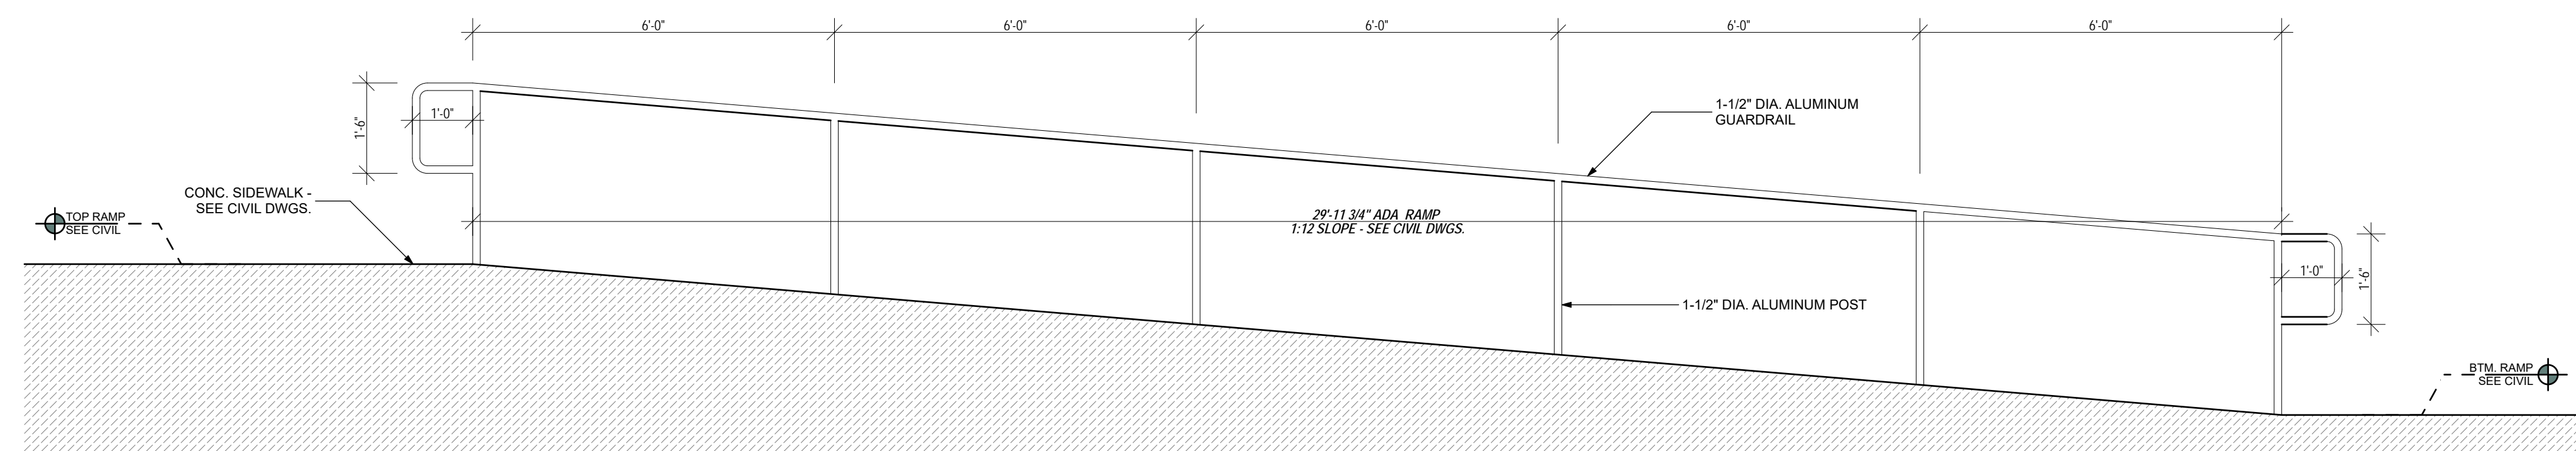 6'-0"
6'-0"
6'-0"
6'-0"
6'-0"
1'-6"
1'-0"
1-1/2" DIA. ALUMINUM
GUARDRAIL
CONC. SIDEWALK -
SEE CIVIL DWGS.
TOP RAMP
SEE CIVIL
29'-11 3/4" ADA RAMP
1:12 SLOPE - SEE CIVIL DWGS.
1'-0"
1'-6"
1-1/2" DIA. ALUMINUM POST
BTM. RAMP
SEE CIVIL